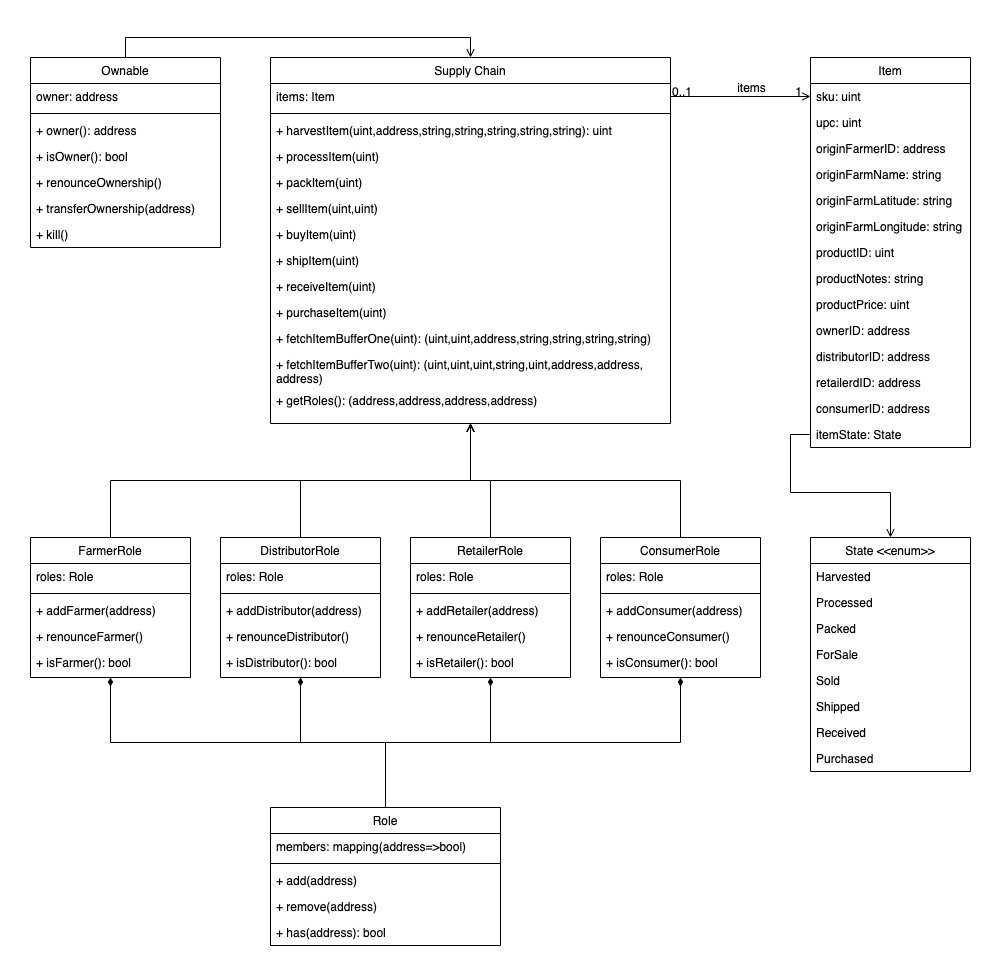 Ownable
owner: address
+ owner(): address
+ isOwner(): bool
+ renounceOwnership()
+ transferOwnership(address)
+ kill()
Supply Chain
items: Item
+ harvestItem(uint,address,string,string,string,string,string): uint
+ processItem(uint)
+ packItem(uint)
+ sellItem(uint,uint)
+ buyItem(uint)
+ shipItem(uint)
+ receiveItem(uint)
+ purchaseItem(uint)
+ fetchItemBufferOne(uint): (uint,uint,address,string,string,string,string)
+ fetchItemBufferTwo(uint): (uint,uint,uint,string,uint,address,address,
address)
+ getRoles(): (address,address,address,address)
0..1 items 1
Item
sku: uint
upc: uint
originFarmerID: address
originFarmName: string
originFarmLatitude: string
originFarmLongitude: string
productID: uint
productNotes: string
productPrice: uint
ownerID: address
distributorID: address
retailerdID: address
consumerID: address
itemState: State
FarmerRole
roles: Role
+ addFarmer(address)
+ renounceFarmer()
+ isFarmer(): bool
DistributorRole
roles: Role
+ addDistributor(address)
+ renounceDistributor()
+ isDistributor(): bool
RetailerRole
roles: Role
+ addRetailer(address)
+ renounceRetailer()
+ isRetailer(): bool
ConsumerRole
roles: Role
+ addConsumer(address)
+ renounceConsumer()
+ isConsumer(): bool
State <<enum>>
Harvested
Processed
Packed
ForSale
Sold
Shipped
Received
Purchased
Role
members: mapping(address=>bool)
+ add(address)
+ remove(address)
+ has(address): bool